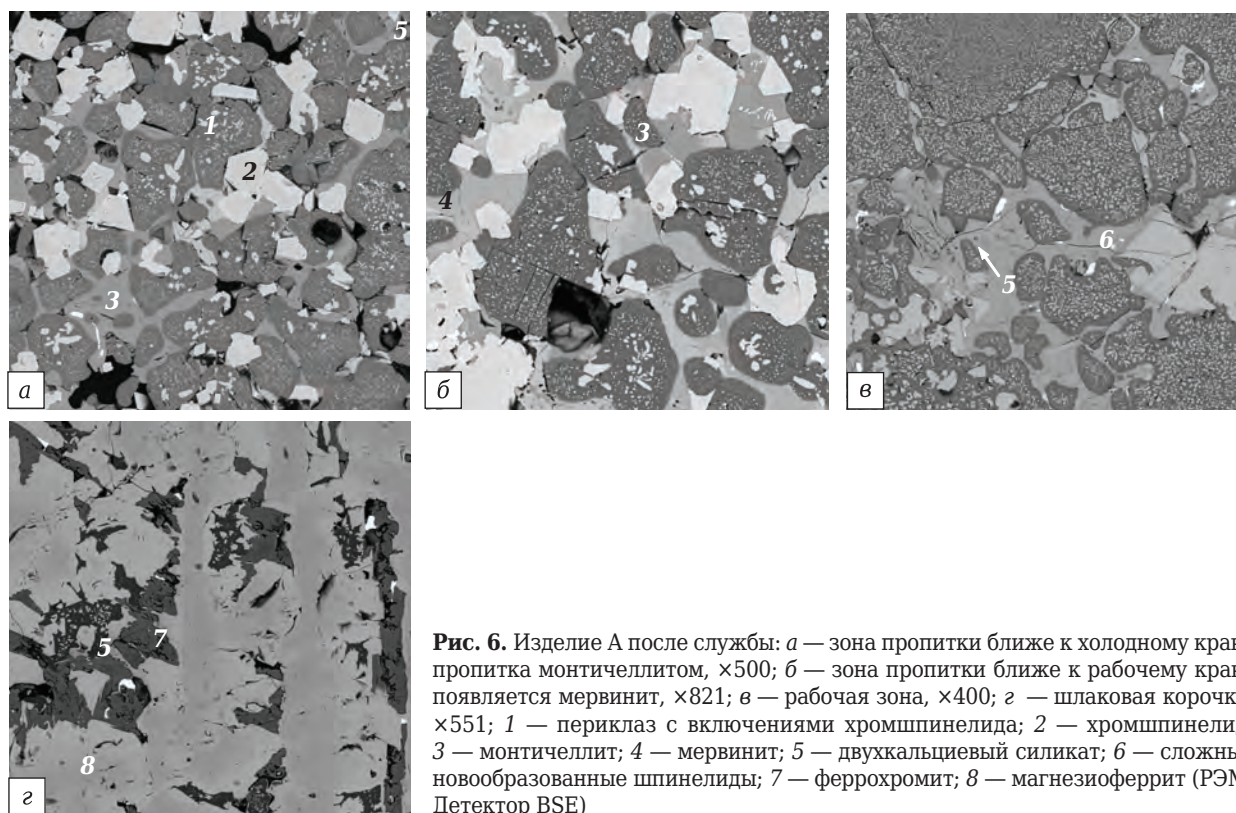 5
1
2
3
а
3
4
б
6
5
в
5
7
8
г
Рис. 6. Изделие А после службы: а — зона пропитки ближе к холодному кра
пропитка монтичеллитом, ×500; б — зона пропитки ближе к рабочему кра
появляется мервинит, ×821; в — рабочая зона, ×400; г — шлаковая корочк
×551; 1 — периклаз с включениями хромшпинелида; 2 — хромшпинели
3 — монтичеллит; 4 — мервинит; 5 — двухкальциевый силикат; 6 — сложны
новообразованные шпинелиды; 7 — феррохромит; 8 — магнезиоферрит (РЭМ
Детектор BSE)